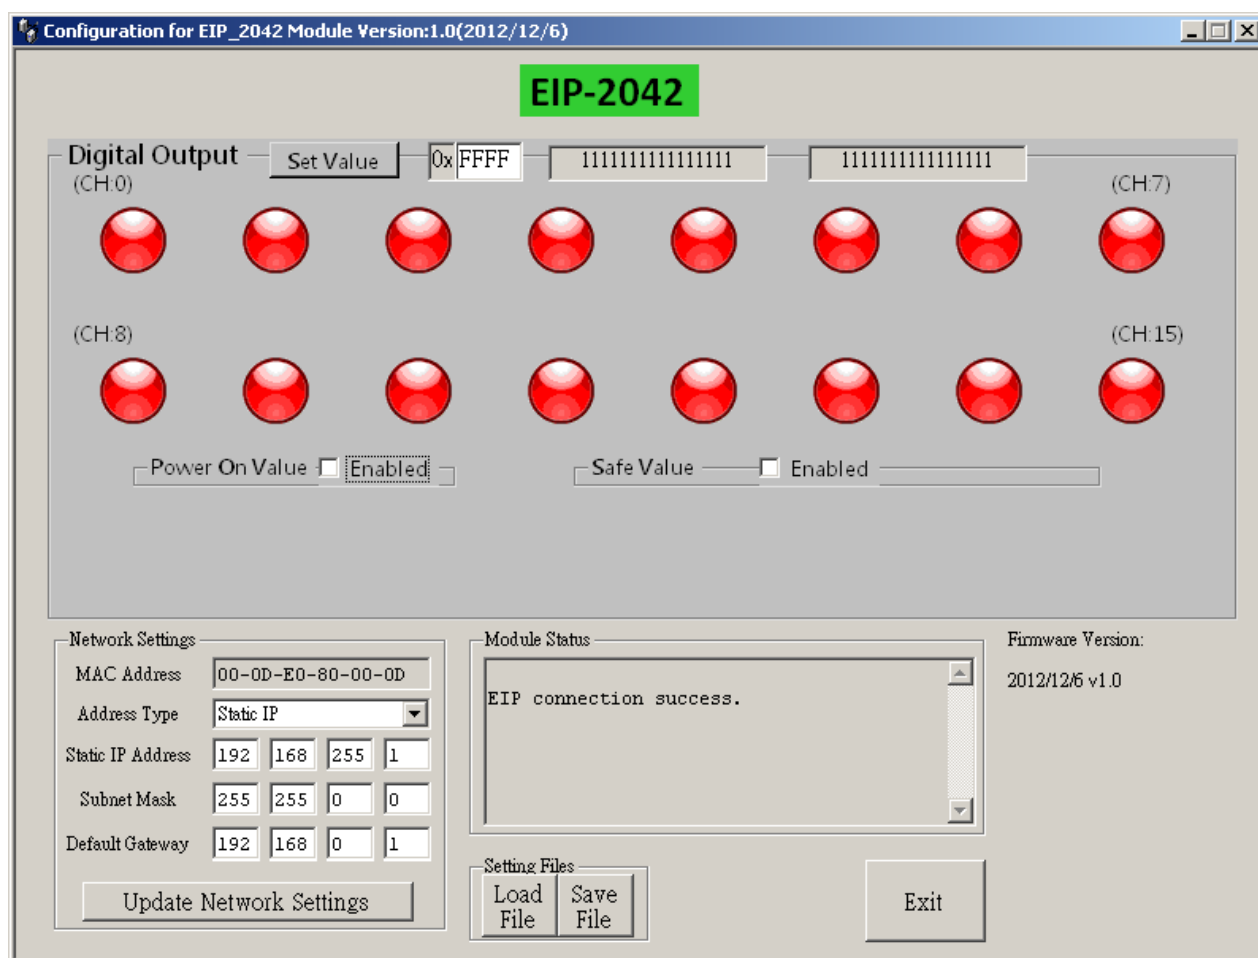 Configuration for EIP_2042 Module Version:1.0(2012/12/6)
EIP-2042
Digital Output Set Value 0x FFFF 1111111111111111 1111111111111111
(CH:0) (CH:7)
(CH:8) (CH:15)
Power On Value Enabled Safe Value Enabled
Network Settings
MAC Address 00-0D-E0-80-00-0D
Address Type Static IP
Static IP Address 192 168 255 1
Subnet Mask 255 255 0 0
Default Gateway 192 168 0 1
Update Network Settings
Module Status
EIP connection success.
Setting Files
Load File
Save File
Firmware Version:
2012/12/6 v1.0
Exit